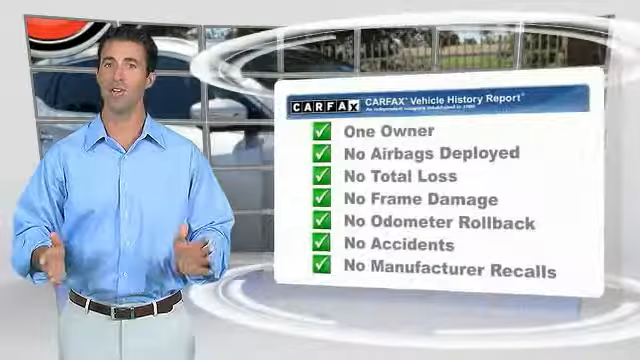 CARFAX
CARFAX Vehicle History Report®
One Owner
No Airbags Deployed
No Total Loss
No Frame Damage
No Odometer Rollback
No Accidents
No Manufacturer Recalls